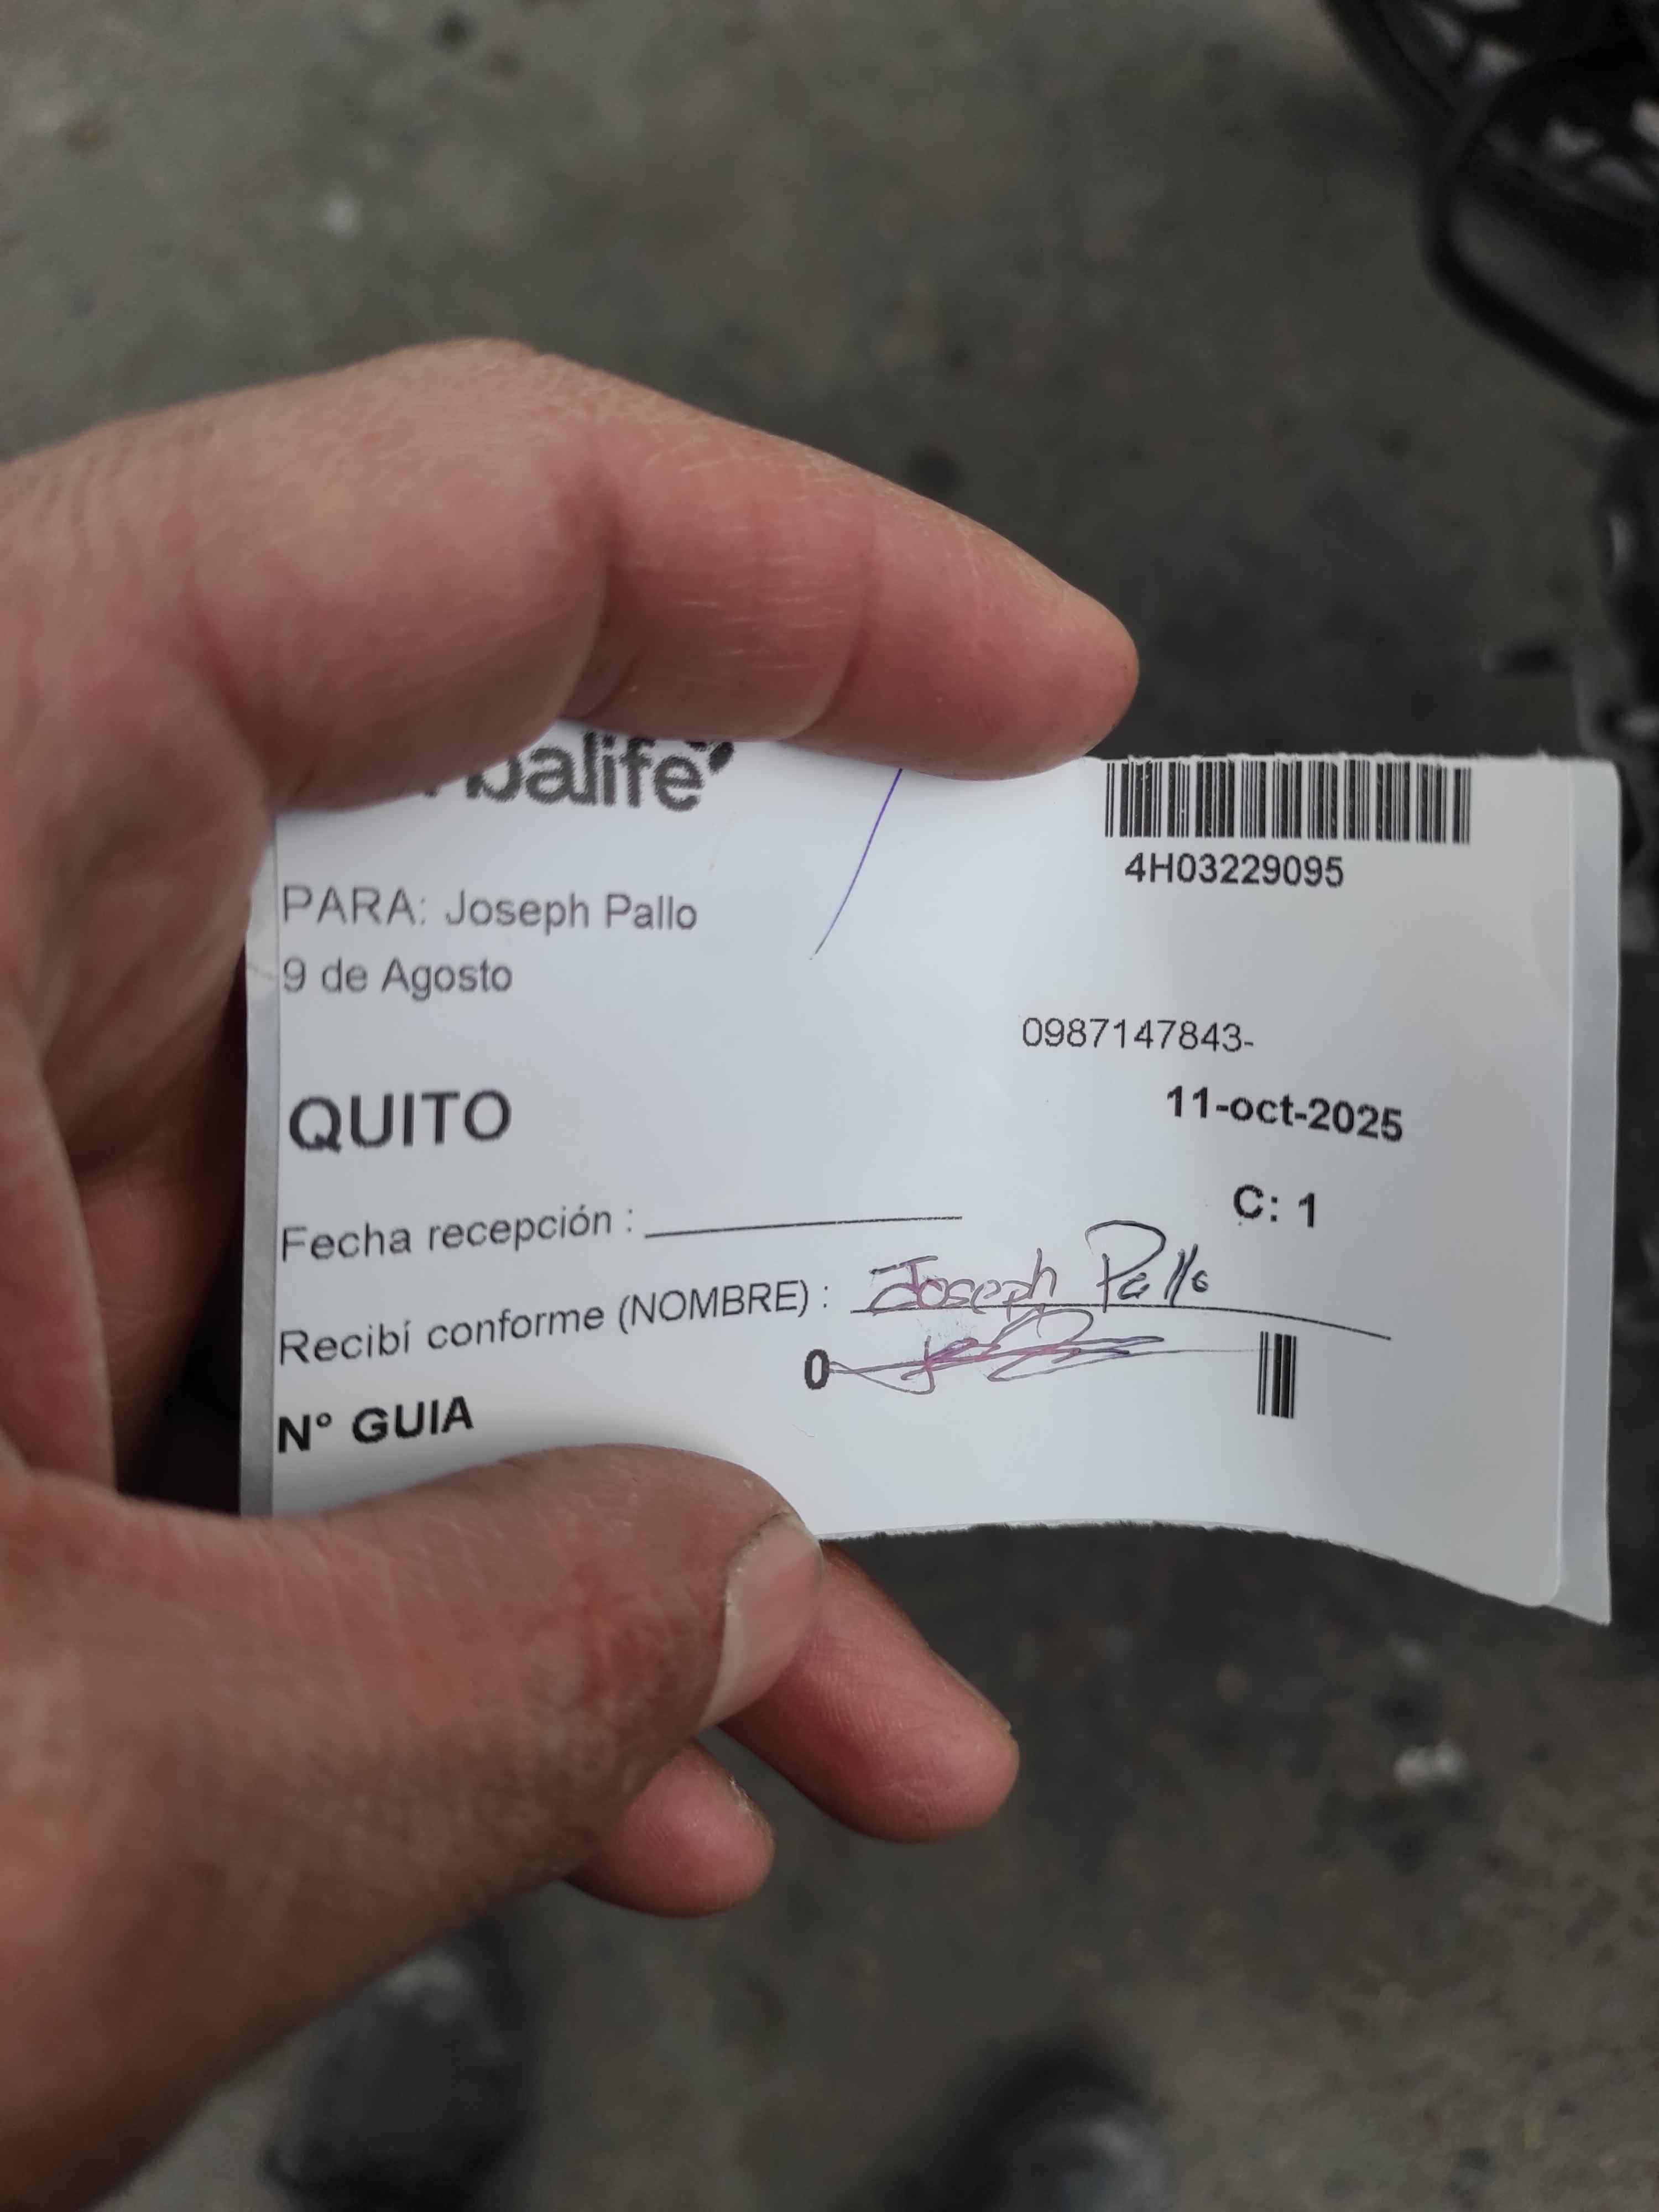 balife
4H03229095
PARA: Joseph Pallo
9 de Agosto
0987147843-
QUITO
11-oct-2025
C: 1
Fecha recepción :
Recibí conforme (NOMBRE) : Joseph Pallo
0
N° GUIA